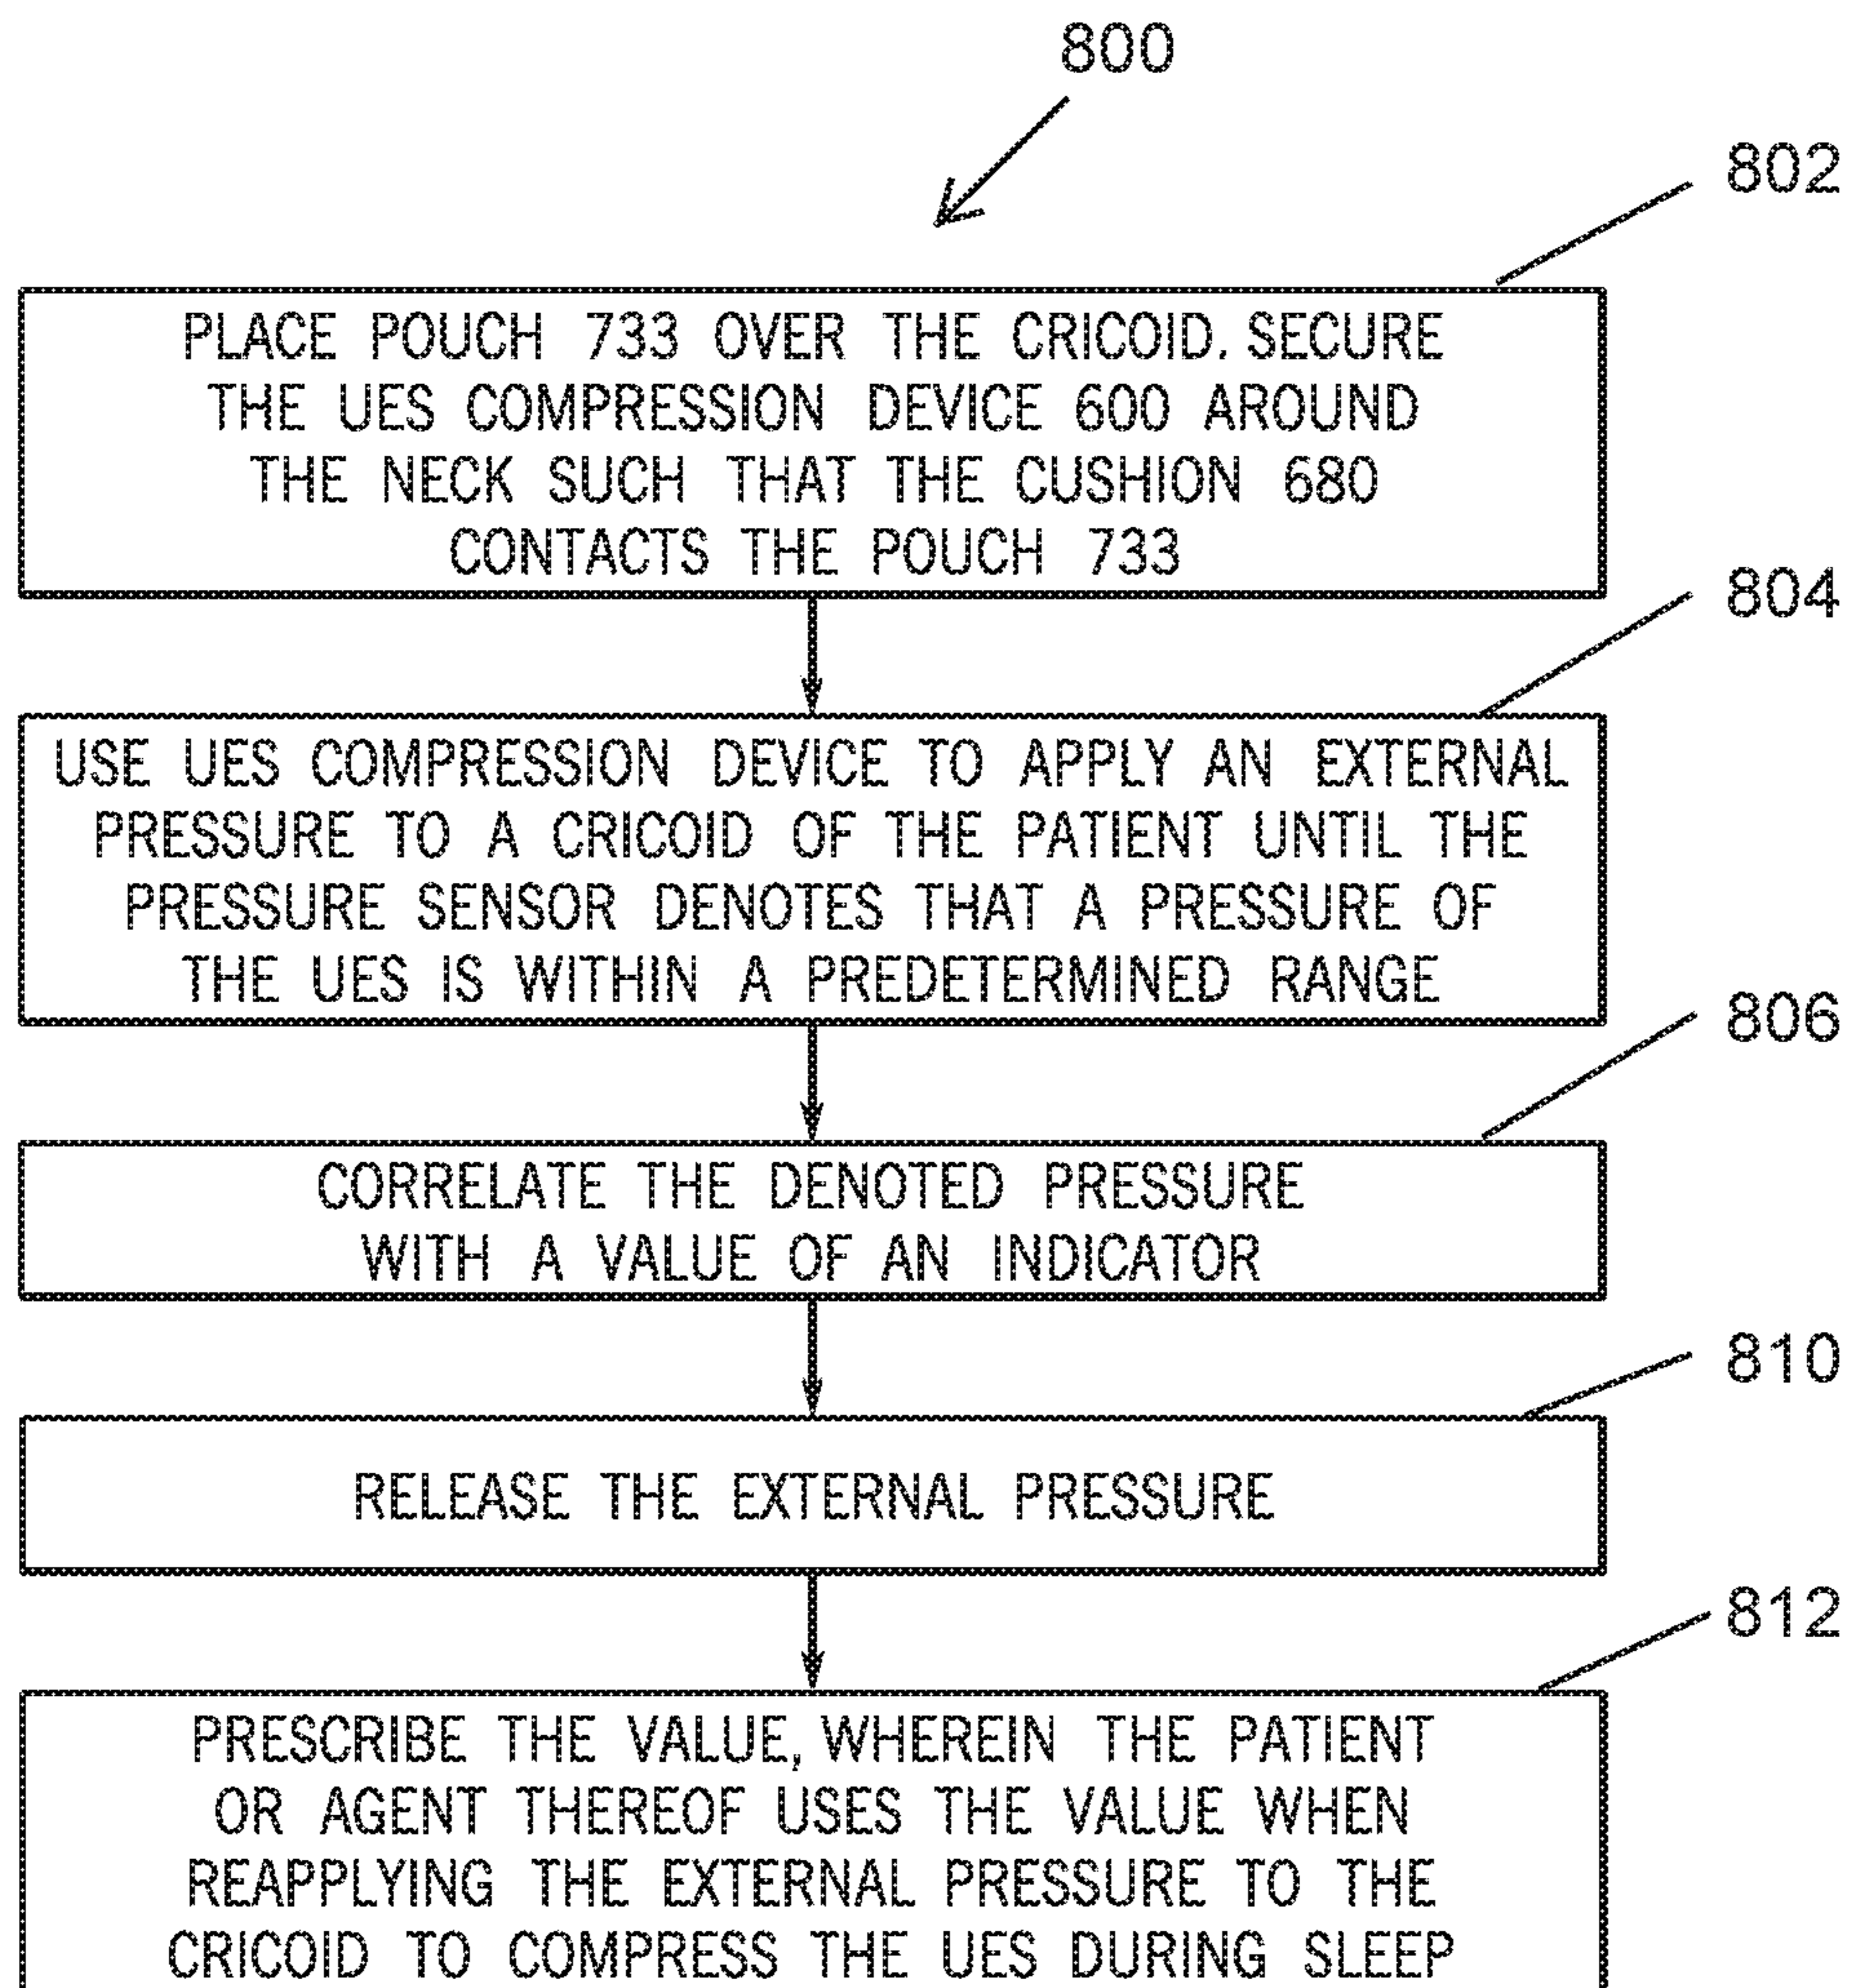 800
802
PLACE POUCH 733 OVER THE CRICOID. SECURE
THE UES COMPRESSION DEVICE 600 AROUND
THE NECK SUCH THAT THE CUSHION 680
CONTACTS THE POUCH 733
804
USE UES COMPRESSION DEVICE TO APPLY AN EXTERNAL
PRESSURE TO A CRICOID OF THE PATIENT UNTIL THE
PRESSURE SENSOR DENOTES THAT A PRESSURE OF
THE UES IS WITHIN A PREDETERMINED RANGE
806
CORRELATE THE DENOTED PRESSURE
WITH A VALUE OF AN INDICATOR
810
RELEASE THE EXTERNAL PRESSURE
812
PRESCRIBE THE VALUE, WHEREIN THE PATIENT
OR AGENT THEREOF USES THE VALUE WHEN
REAPPLYING THE EXTERNAL PRESSURE TO THE
CRICOID TO COMPRESS THE UES DURING SLEEP